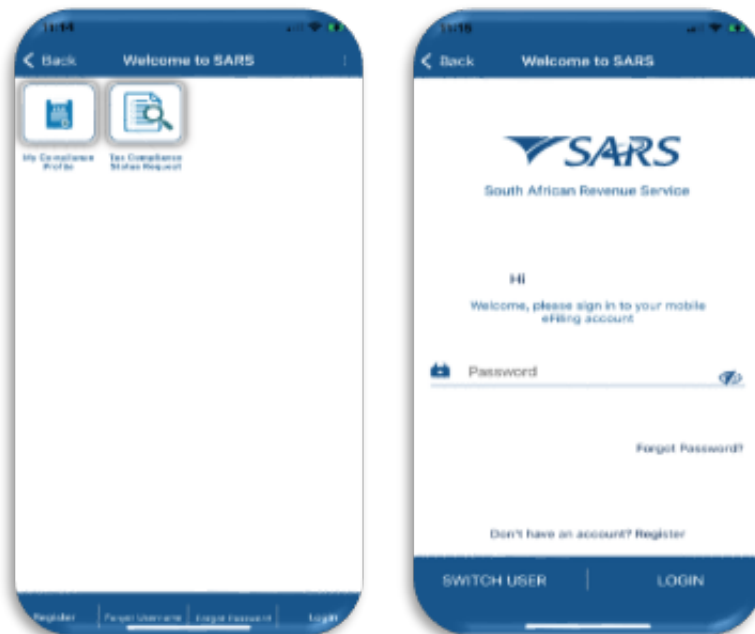 11:14
Back
Welcome to SARS
My Compliance
Profile
Tax Compliance
Status Request
Register
Forgot Username
Forgot Password
Login
Back
Welcome to SARS
SARS
South African Revenue Service
Hi
Welcome, please sign in to your mobile
eFiling account
Password
Forgot Password?
Don't have an account? Register
SWITCH USER
LOGIN